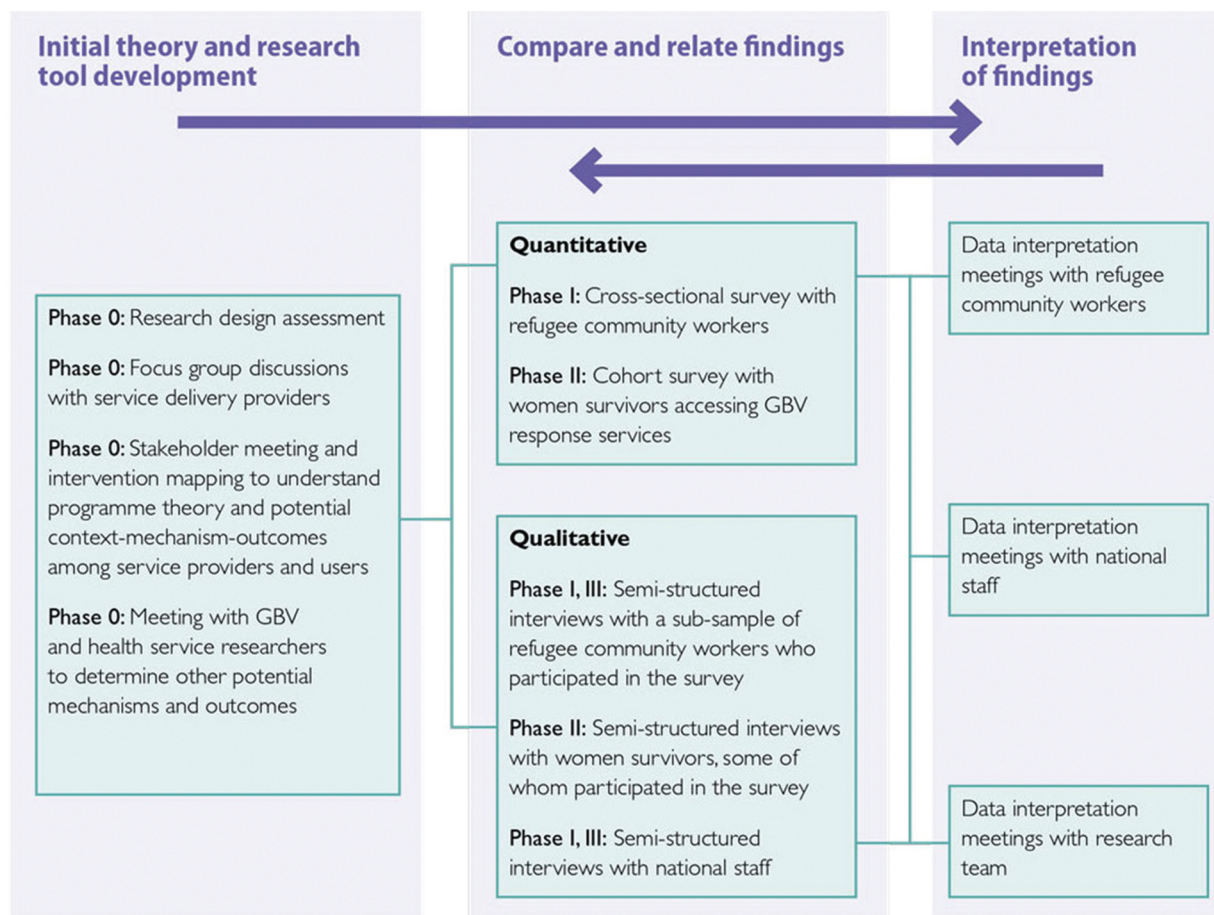 Initial theory and research
tool development
Compare and relate findings
Interpretation
of findings
Phase 0: Research design assessment
Phase 0: Focus group discussions
with service delivery providers
Phase 0: Stakeholder meeting and
intervention mapping to understand
programme theory and potential
context-mechanism-outcomes
among service providers and users
Phase 0: Meeting with GBV
and health service researchers
to determine other potential
mechanisms and outcomes
Quantitative
Phase I: Cross-sectional survey with
refugee community workers
Phase II: Cohort survey with
women survivors accessing GBV
response services
Qualitative
Phase I, III: Semi-structured
interviews with a sub-sample of
refugee community workers who
participated in the survey
Phase II: Semi-structured interviews
with women survivors, some of
whom participated in the survey
Phase I, III: Semi-structured
interviews with national staff
Data interpretation
meetings with refugee
community workers
Data interpretation
meetings with national
staff
Data interpretation
meetings with research
team